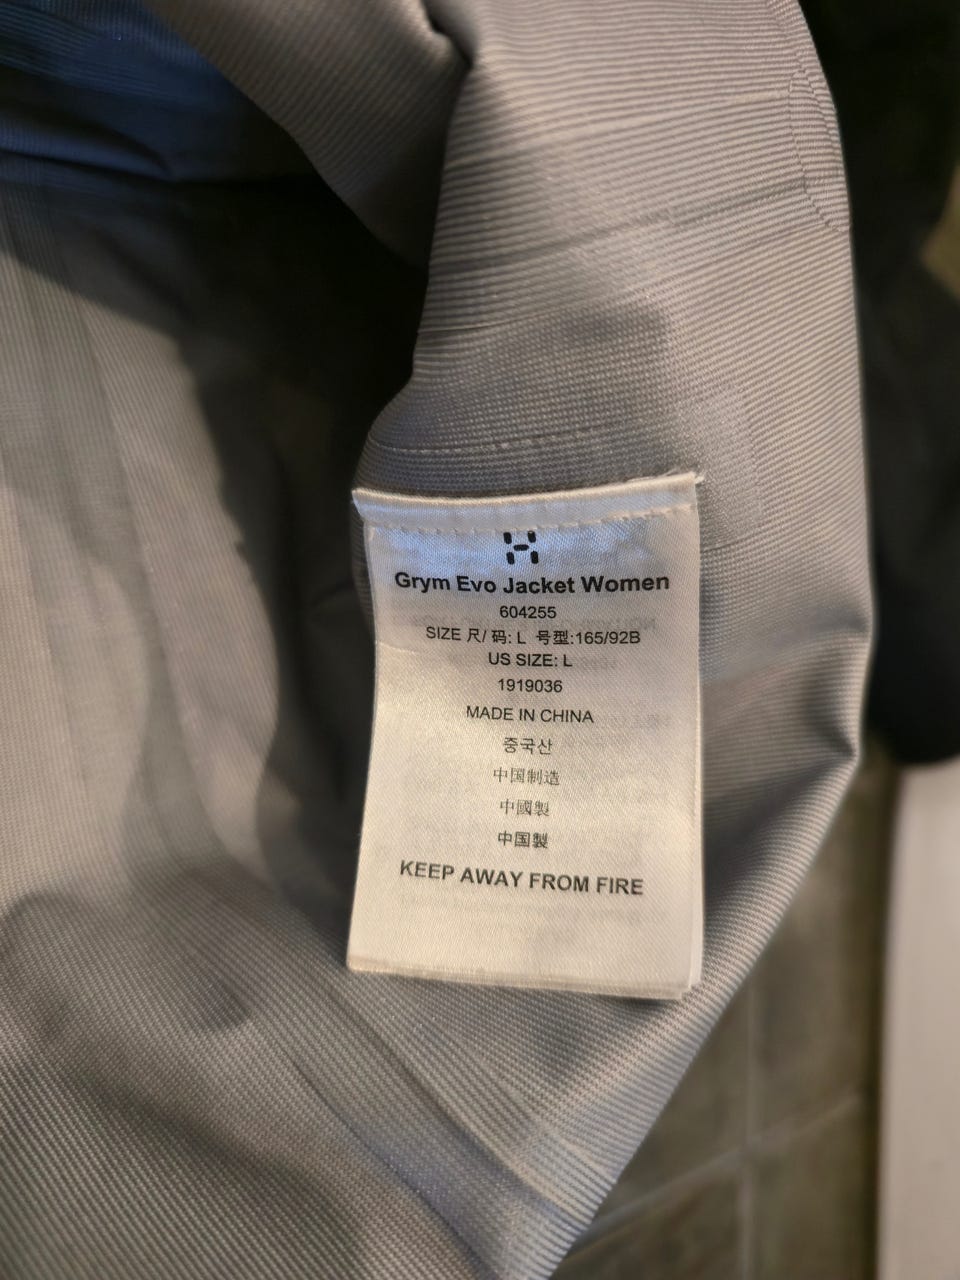 Grym Evo Jacket Women
604255
SIZE 尺/ 码: L 号型:165/92B
US SIZE: L
1919036
MADE IN CHINA
중국산
中国制造
中國製
中国製
KEEP AWAY FROM FIRE